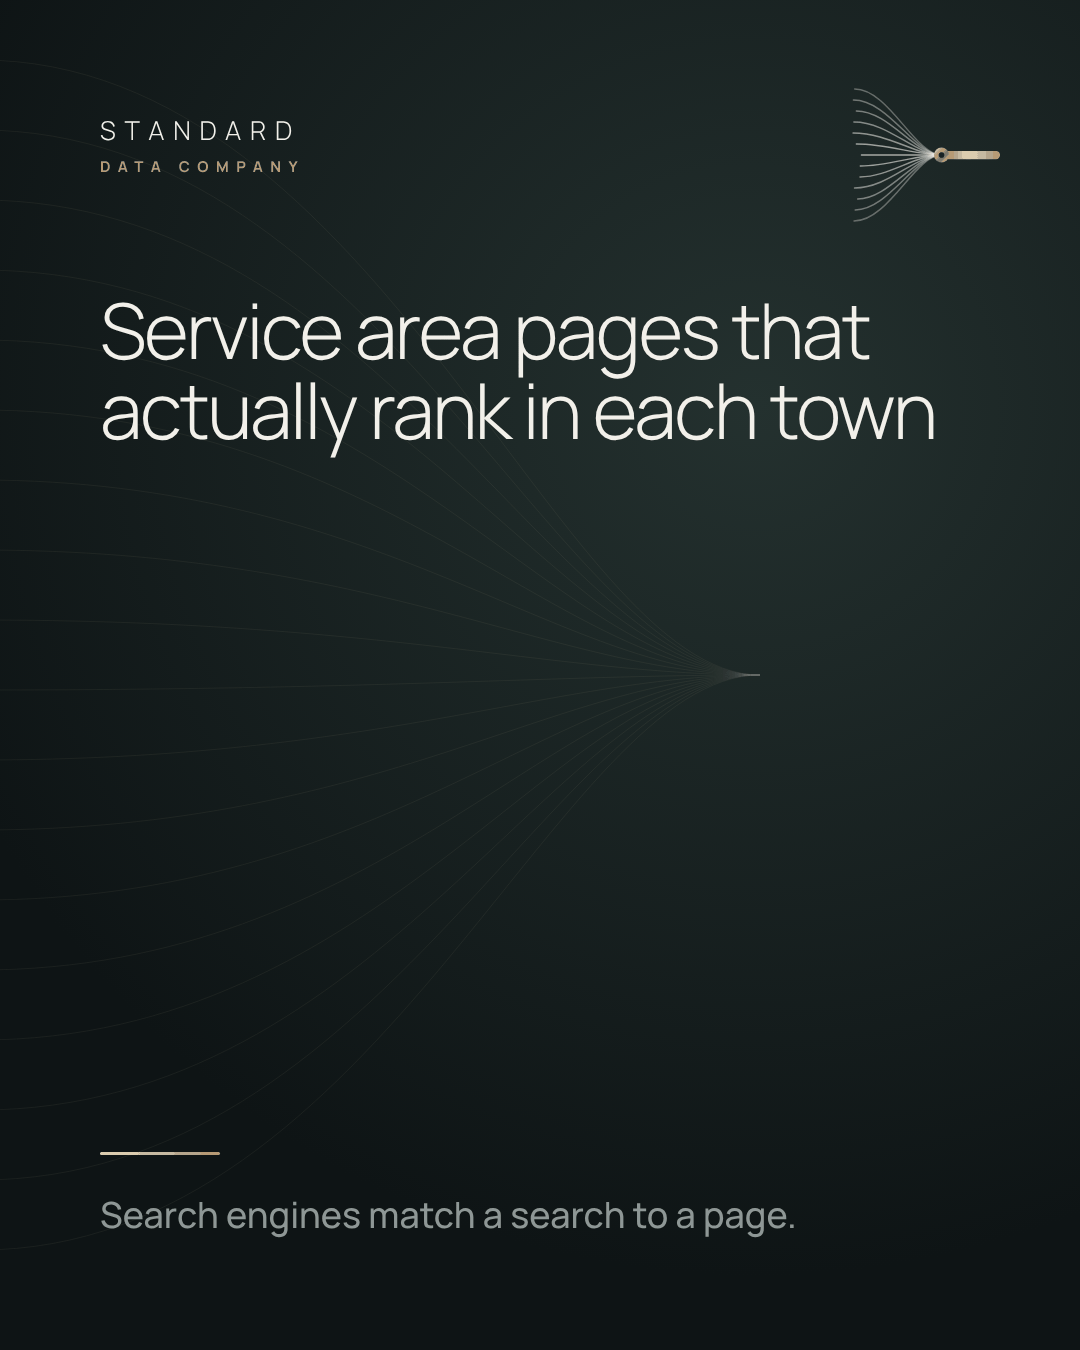 STANDARD
DATA COMPANY
Service area pages that
actually rank in each town
Search engines match a search to a page.